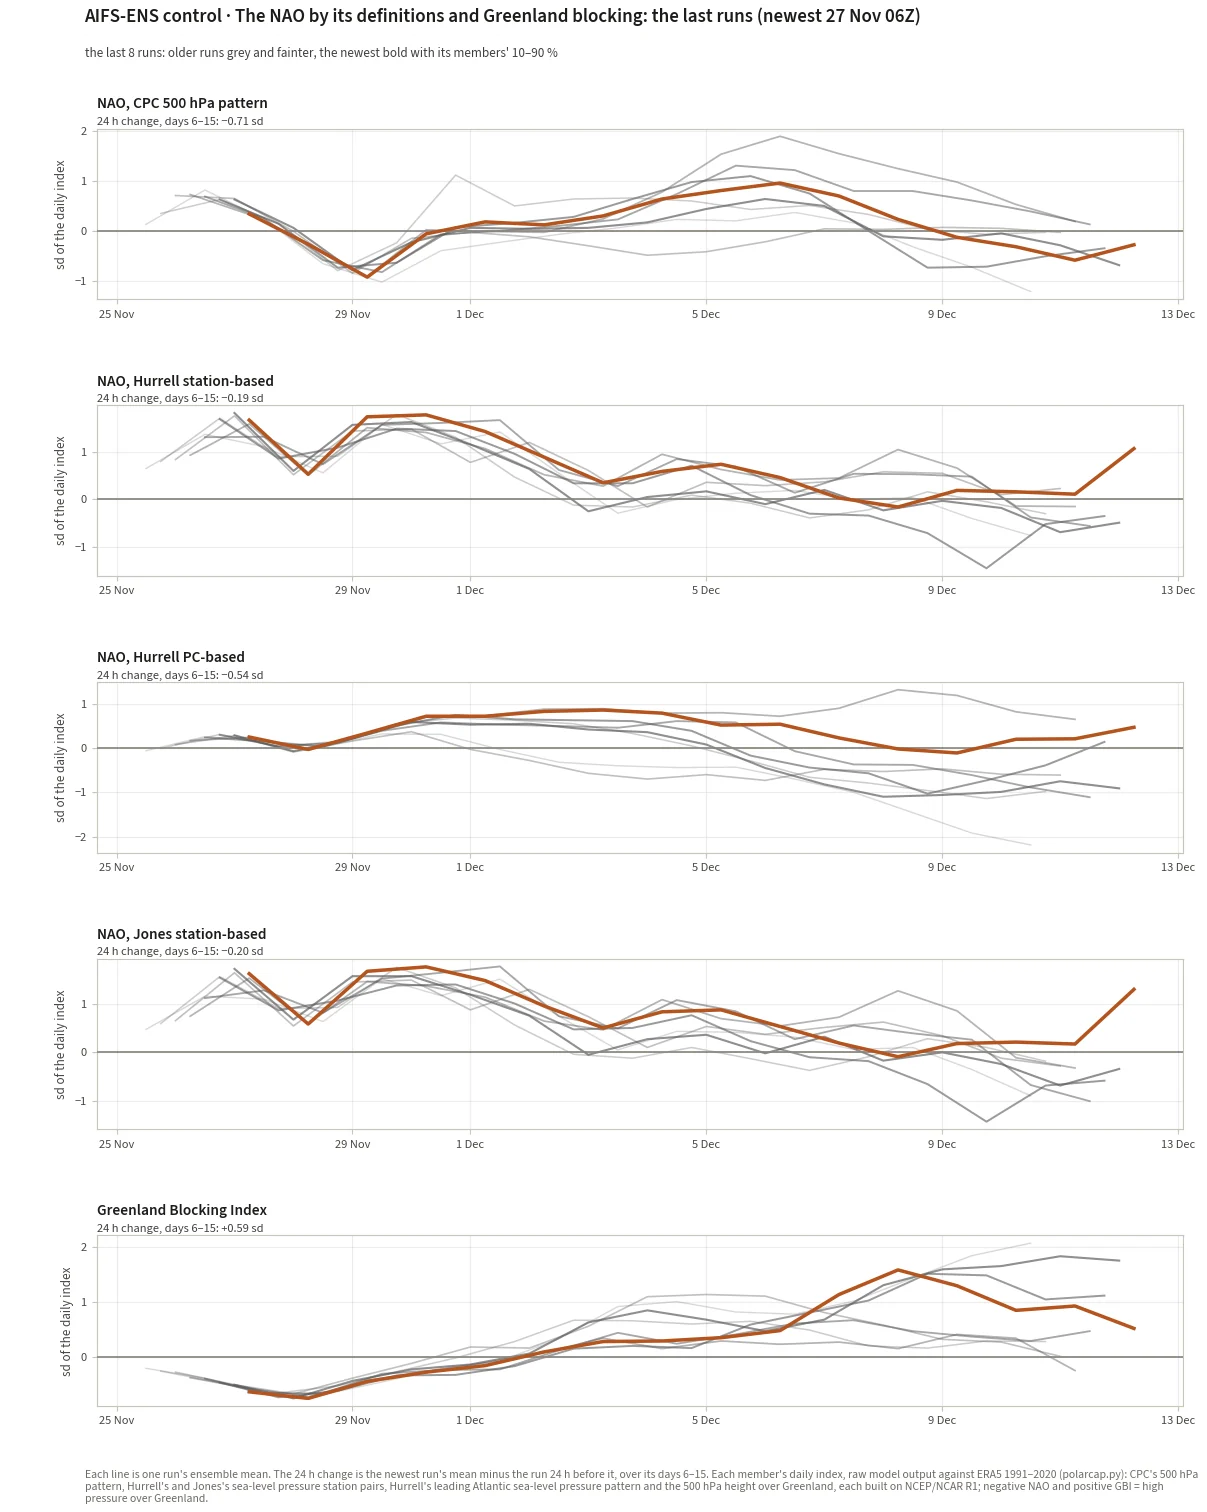 AIFS-ENS control · The NAO by its definitions and Greenland blocking: the last runs (newest 27 Nov 06Z)
the last 8 runs: older runs grey and fainter, the newest bold with its members' 10–90 %
NAO, CPC 500 hPa pattern
24 h change, days 6–15: −0.71 sd
sd of the daily index
2
1
0
−1
25 Nov
29 Nov
1 Dec
5 Dec
9 Dec
13 Dec
NAO, Hurrell station-based
24 h change, days 6–15: −0.19 sd
sd of the daily index
1
0
−1
25 Nov
29 Nov
1 Dec
5 Dec
9 Dec
13 Dec
NAO, Hurrell PC-based
24 h change, days 6–15: −0.54 sd
sd of the daily index
1
0
−1
−2
25 Nov
29 Nov
1 Dec
5 Dec
9 Dec
13 Dec
NAO, Jones station-based
24 h change, days 6–15: −0.20 sd
sd of the daily index
1
0
−1
25 Nov
29 Nov
1 Dec
5 Dec
9 Dec
13 Dec
Greenland Blocking Index
24 h change, days 6–15: +0.59 sd
sd of the daily index
2
1
0
25 Nov
29 Nov
1 Dec
5 Dec
9 Dec
13 Dec
Each line is one run's ensemble mean. The 24 h change is the newest run's mean minus the run 24 h before it, over its days 6–15. Each member's daily index, raw model output against ERA5 1991–2020 (polarcap.py): CPC's 500 hPa
pattern, Hurrell's and Jones's sea-level pressure station pairs, Hurrell's leading Atlantic sea-level pressure pattern and the 500 hPa height over Greenland, each built on NCEP/NCAR R1; negative NAO and positive GBI = high
pressure over Greenland.